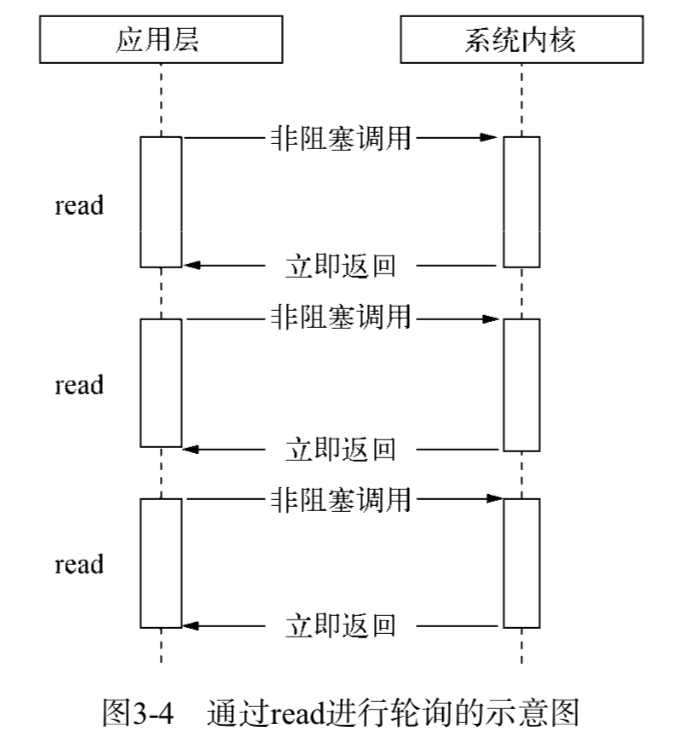 应用层 系统内核
非阻塞调用
read
立即返回
非阻塞调用
read
立即返回
非阻塞调用
read
立即返回
图3-4 通过read进行轮询的示意图